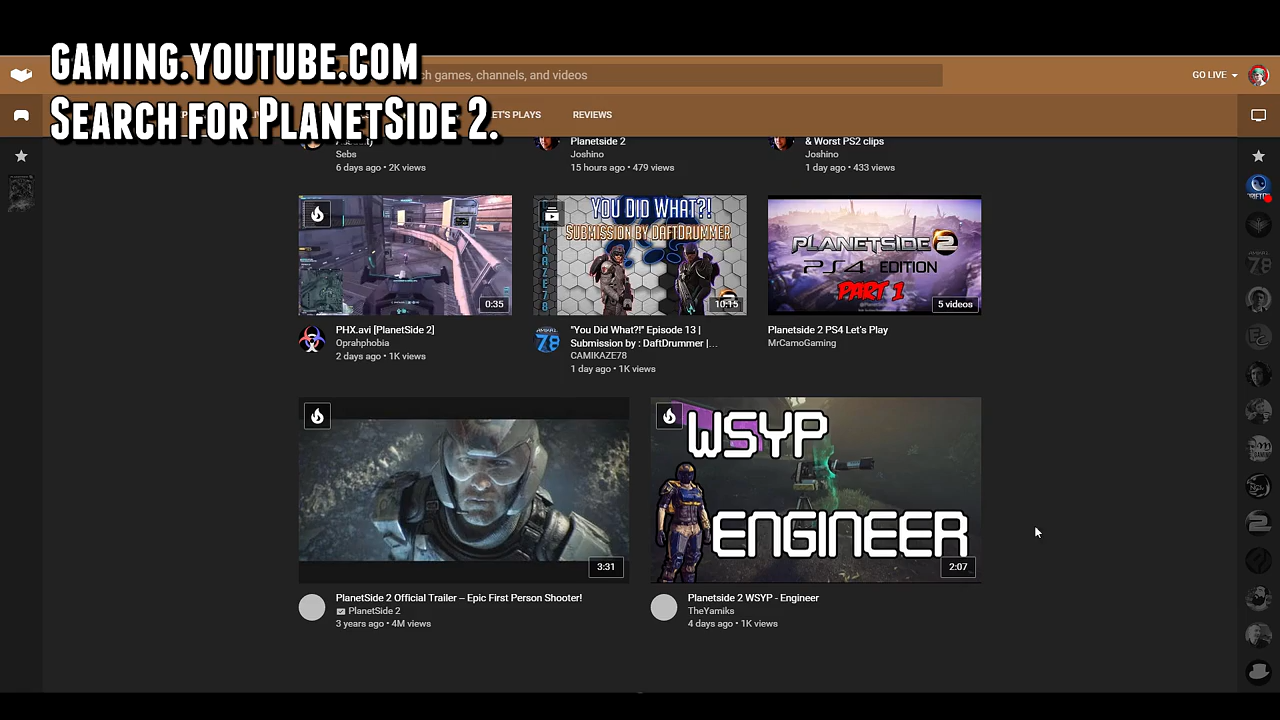 GAMING.YOUTUBE.COM
SEARCH FOR PLANETSIDE 2.
games, channels, and videos
GO LIVE
REVIEWS
Sebs
6 days ago • 2K views
Planetside 2
Joshino
15 hours ago • 479 views
& Worst PS2 clips
Joshino
1 day ago • 433 views
0:35
YOU DID WHAT?!
SUBMISSION BY DAFTDRUMMER
10:15
PLANETSIDE 2
PS4 EDITION
PART 1
5 videos
PHX.avi [PlanetSide 2]
Oprahphobia
2 days ago • 1K views
78
"You Did What?!" Episode 13 |
Submission by : DaftDrummer |...
CAMIKAZE78
1 day ago • 1K views
Planetside 2 PS4 Let's Play
MrCamoGaming
3:31
WSYP
ENGINEER
2:07
PlanetSide 2 Official Trailer – Epic First Person Shooter!
PlanetSide 2
3 years ago • 4M views
Planetside 2 WSYP - Engineer
TheYamiks
4 days ago • 1K views